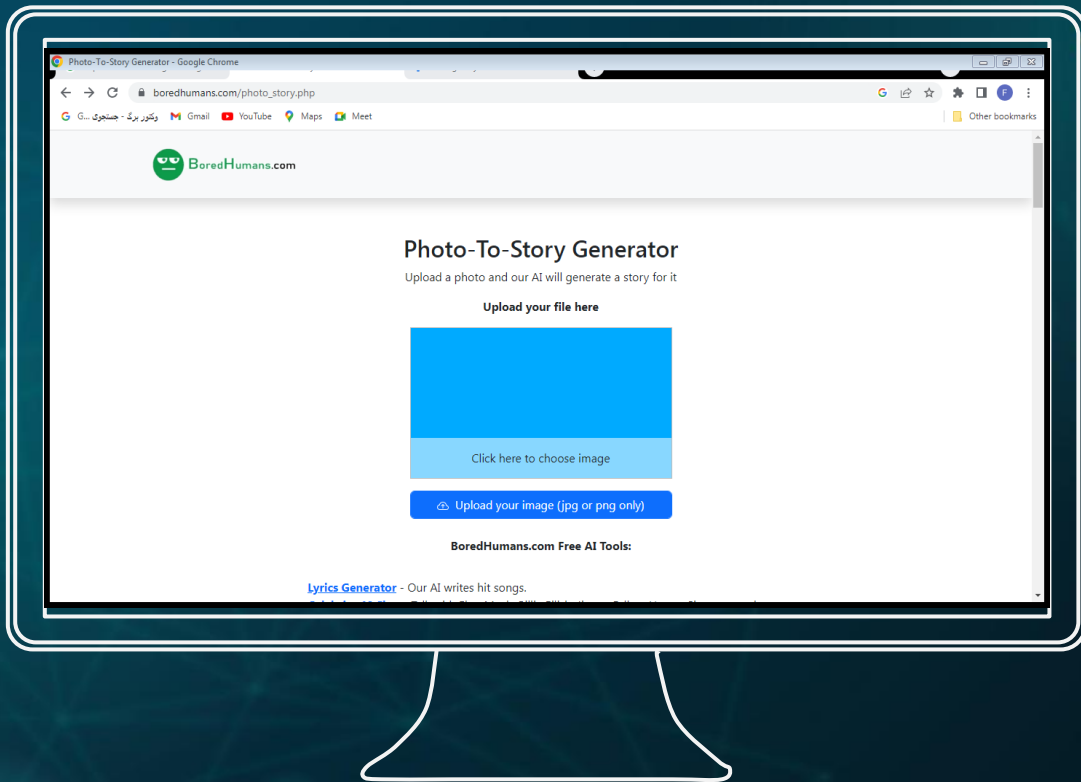 Photo-To-Story Generator - Google Chrome
boredhumans.com/photo_story.php
G ...وکتور برگ - جستجوی Gmail YouTube Maps Meet Other bookmarks
BoredHumans.com
Photo-To-Story Generator
Upload a photo and our AI will generate a story for it
Upload your file here
Click here to choose image
Upload your image (jpg or png only)
BoredHumans.com Free AI Tools:
Lyrics Generator - Our AI writes hit songs.